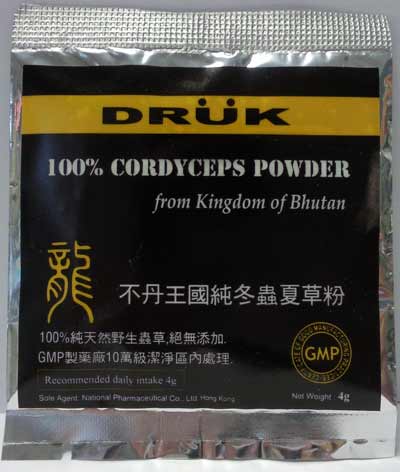 DRÜK
100% CORDYCEPS POWDER
from Kingdom of Bhutan
龍
不丹王國純冬蟲夏草粉
100%純天然野生蟲草,絕無添加.
GMP製藥廠10萬級潔淨區內處理.
GMP
Recommended daily intake 4g
Sole Agent: National Pharmaceutical Co., Ltd. Hong Kong
Net Weight: 4g